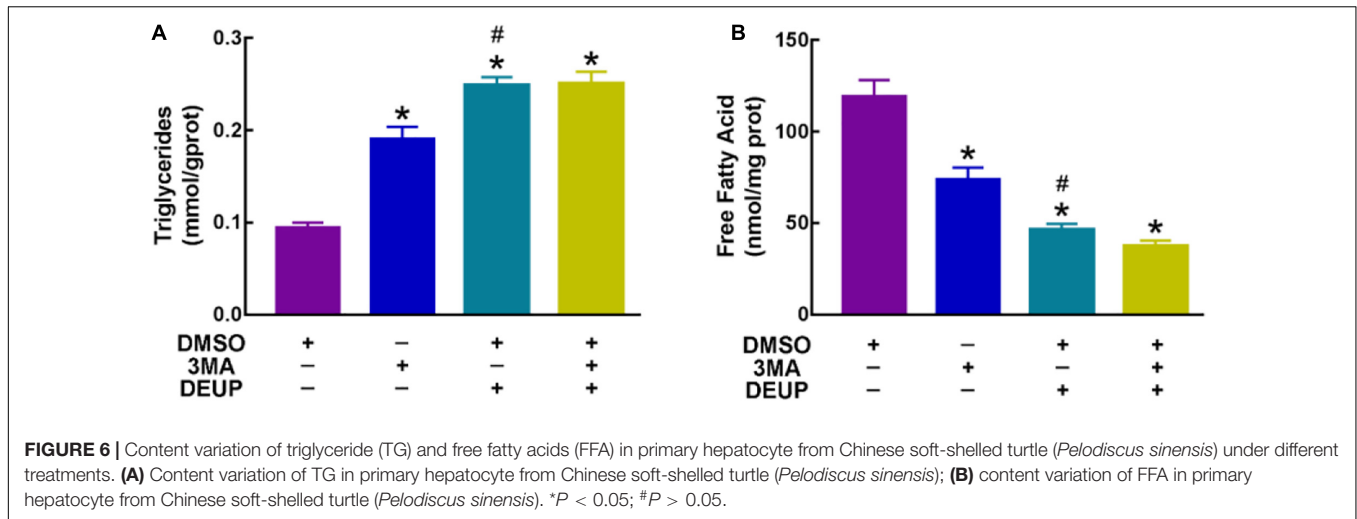 A
B
Triglycerides
(mmol/gprot)
0.3
0.2
0.1
0.0
*
#
*
*
DMSO + – + +
3MA – + – +
DEUP – – + +
Free Fatty Acid
(nmol/mg prot)
150
100
50
0
*
#
*
*
DMSO + – + +
3MA – + – +
DEUP – – + +
FIGURE 6 | Content variation of triglyceride (TG) and free fatty acids (FFA) in primary hepatocyte from Chinese soft-shelled turtle (Pelodiscus sinensis) under different
treatments. (A) Content variation of TG in primary hepatocyte from Chinese soft-shelled turtle (Pelodiscus sinensis); (B) content variation of FFA in primary
hepatocyte from Chinese soft-shelled turtle (Pelodiscus sinensis). *P < 0.05; #P > 0.05.